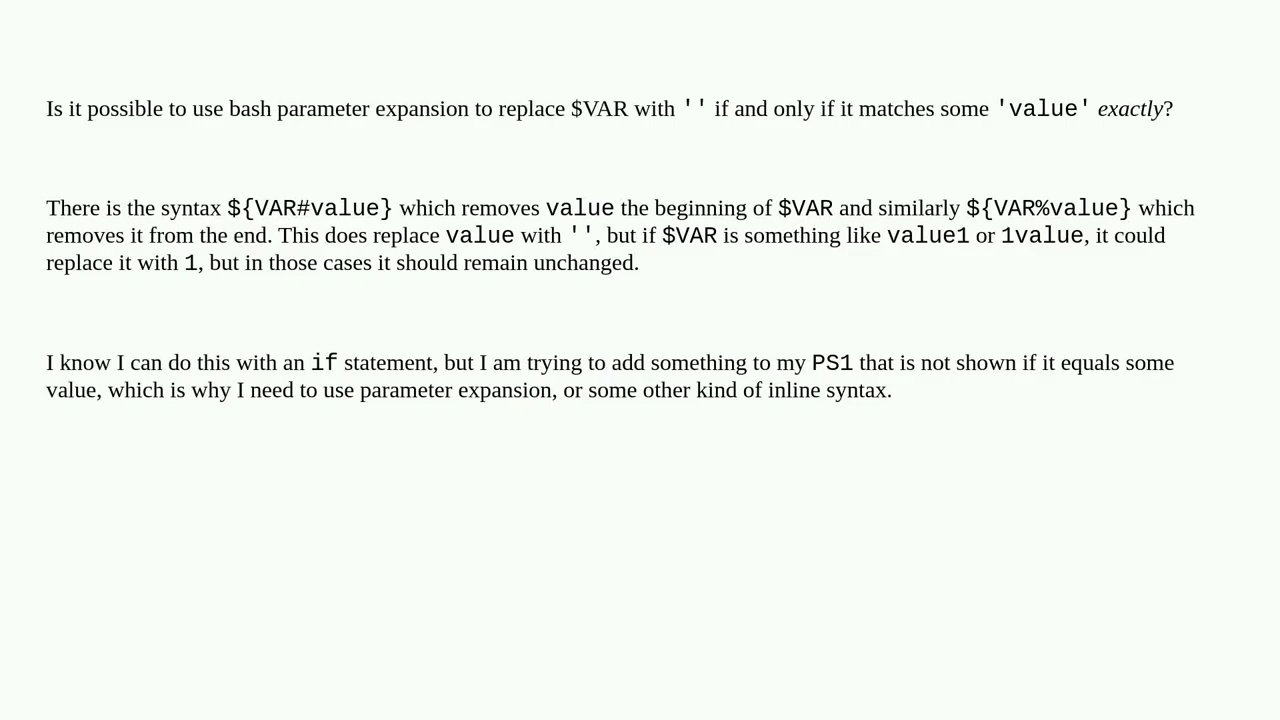 Is it possible to use bash parameter expansion to replace $VAR with '' if and only if it matches some 'value' exactly?
There is the syntax ${VAR#value} which removes value the beginning of $VAR and similarly ${VAR%value} which
removes it from the end. This does replace value with '', but if $VAR is something like value1 or 1value, it could
replace it with 1, but in those cases it should remain unchanged.
I know I can do this with an if statement, but I am trying to add something to my PS1 that is not shown if it equals some
value, which is why I need to use parameter expansion, or some other kind of inline syntax.